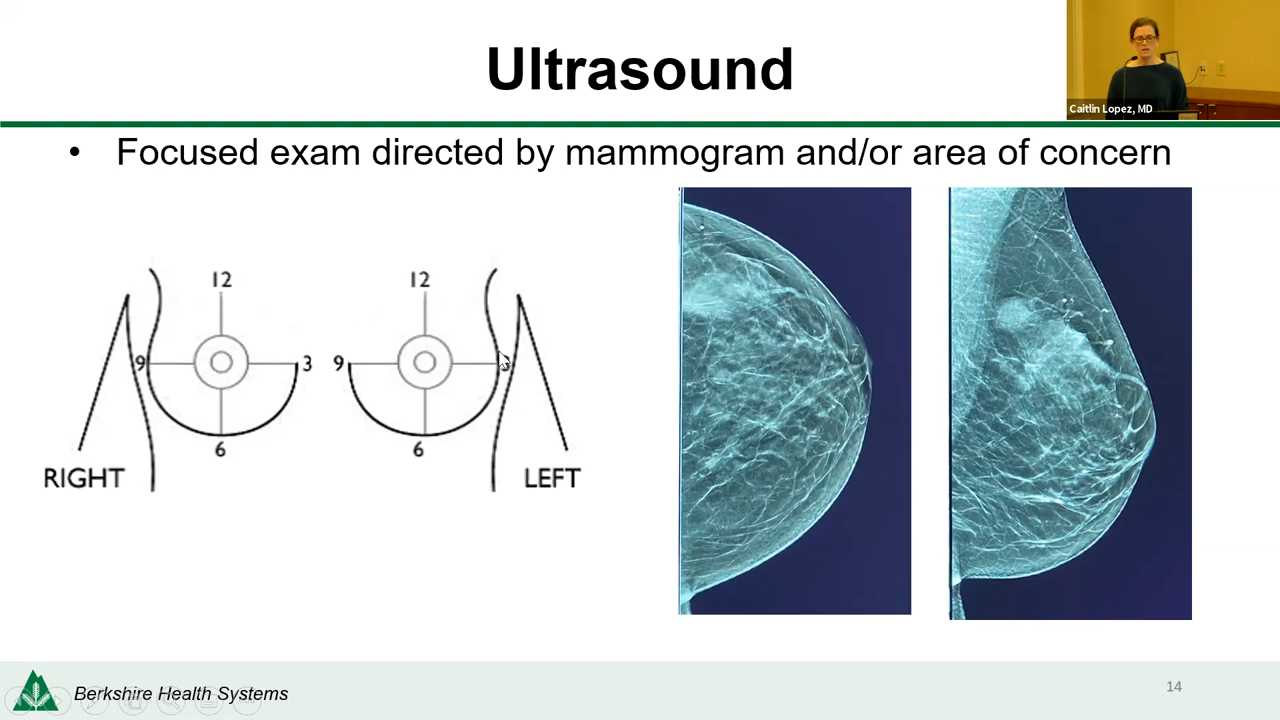 Ultrasound
Caitlin Lopez, MD
• Focused exam directed by mammogram and/or area of concern
12
12
9
3
9
6
6
RIGHT
LEFT
Berkshire Health Systems
14